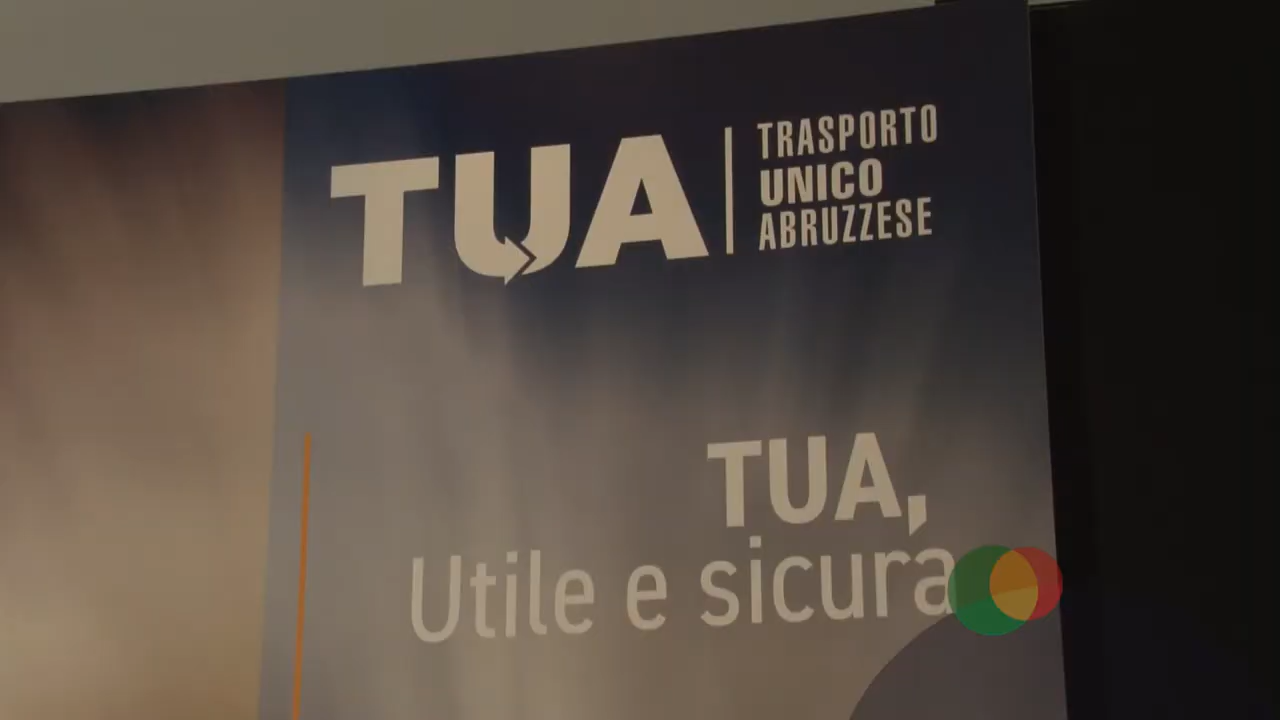 TUA
TRASPORTO
UNICO
ABRUZZESE
TUA,
Utile e sicura